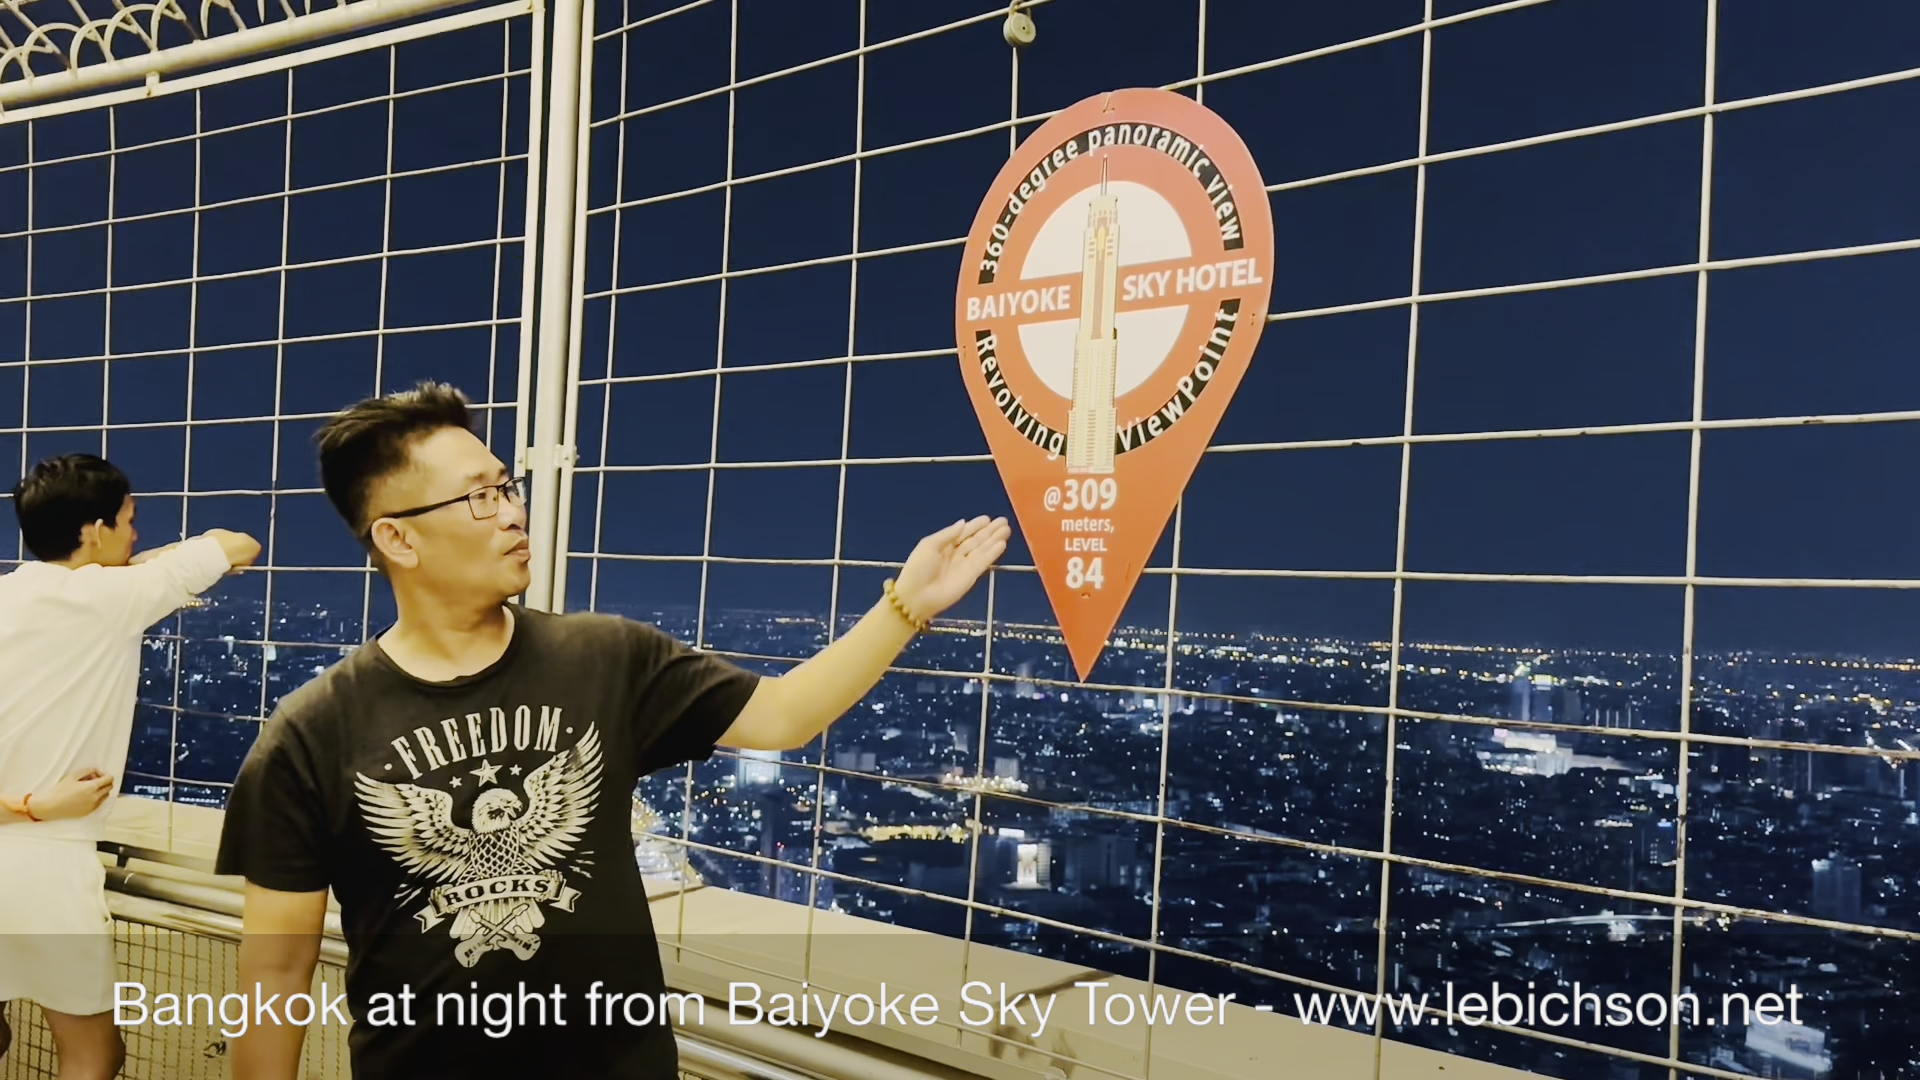 360-degree panoramic view
BAIYOKE SKY HOTEL
Revolving ViewPoint
@309
meters,
LEVEL
84
· FREEDOM ·
ROCKS
Bangkok at night from Baiyoke Sky Tower - www.lebichson.net